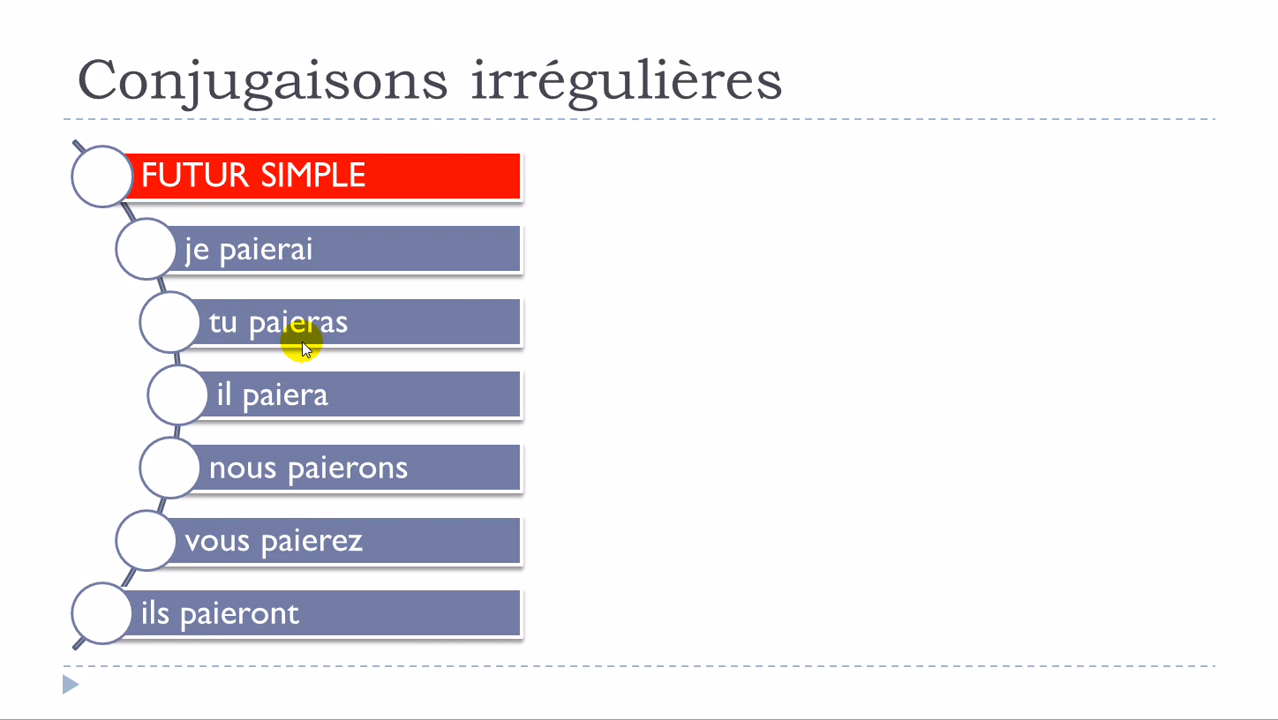 Conjugaisons irrégulières
FUTUR SIMPLE
je paierai
tu paieras
il paiera
nous paierons
vous paierez
ils paieront